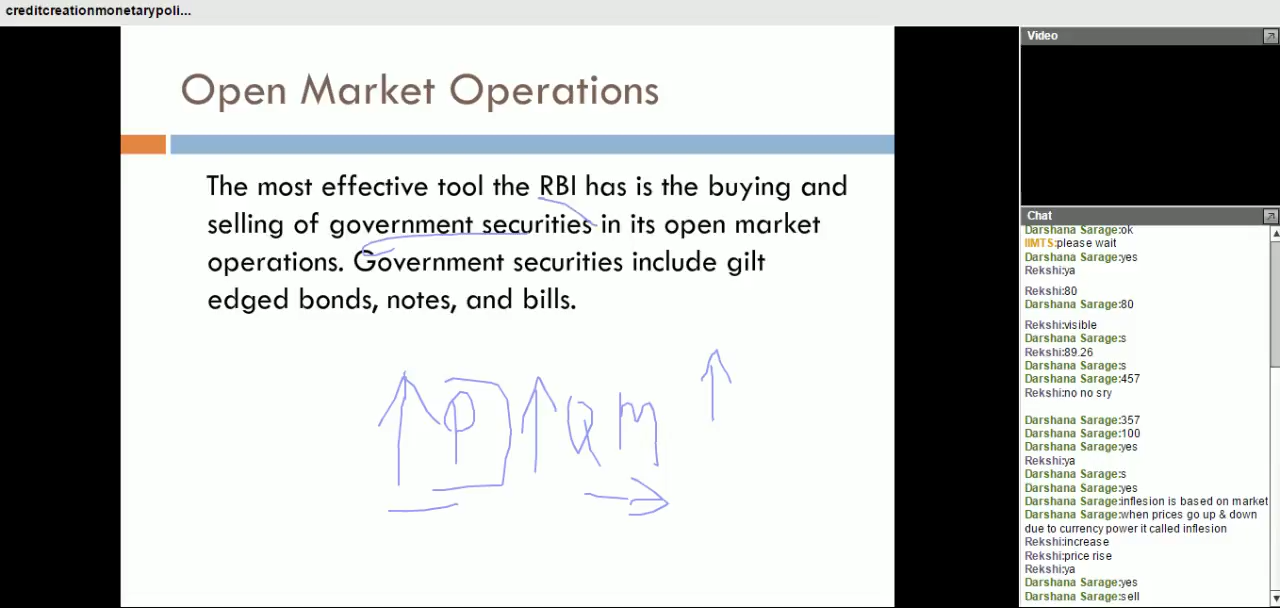 creditcreationmonetarypoli...
Open Market Operations
The most effective tool the RBI has is the buying and
selling of government securities in its open market
operations. Government securities include gilt
edged bonds, notes, and bills.
P QM
Video
Chat
Darshana Sarage:ok
IIMTS:please wait
Darshana Sarage:yes
Rekshi:ya
Rekshi:80
Darshana Sarage:80
Rekshi:visible
Darshana Sarage:s
Rekshi:89.26
Darshana Sarage:s
Darshana Sarage:457
Rekshi:no no sry
Darshana Sarage:357
Darshana Sarage:100
Darshana Sarage:yes
Rekshi:ya
Darshana Sarage:s
Darshana Sarage:yes
Darshana Sarage:inflesion is based on market
Darshana Sarage:when prices go up & down
due to currency power it called inflesion
Rekshi:increase
Rekshi:price rise
Rekshi:ya
Darshana Sarage:yes
Darshana Sarage:sell